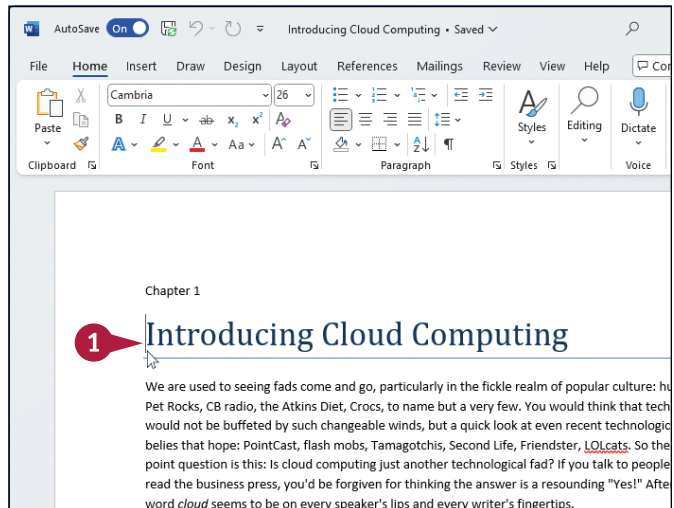 W AutoSave On Introducing Cloud Computing • Saved
File Home Insert Draw Design Layout References Mailings Review View Help Co
Cambria 26
Paste B I U ab x₂ x² A Styles Editing Dictate
A A Aa A A
Clipboard Font Paragraph Styles Voice
Chapter 1
1 Introducing Cloud Computing
We are used to seeing fads come and go, particularly in the fickle realm of popular culture: hu
Pet Rocks, CB radio, the Atkins Diet, Crocs, to name but a very few. You would think that tech
would not be buffeted by such changeable winds, but a quick look at even recent technologic
belies that hope: PointCast, flash mobs, Tamagotchis, Second Life, Friendster, LOLcats. So the
point question is this: Is cloud computing just another technological fad? If you talk to people
read the business press, you'd be forgiven for thinking the answer is a resounding "Yes!" Afte
word cloud seems to be on every speaker's lips and every writer's fingertips.